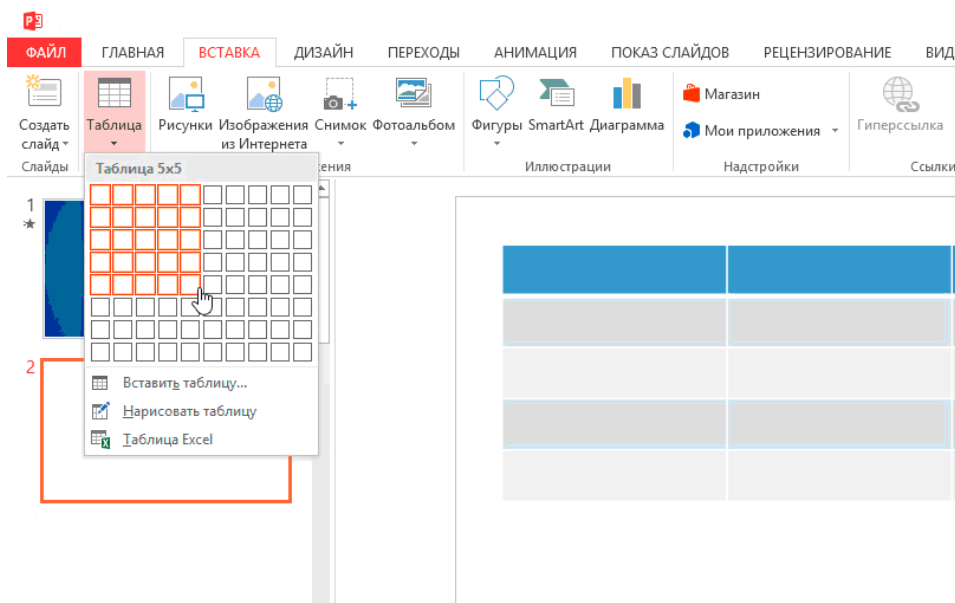 ФАЙЛ ГЛАВНАЯ ВСТАВКА ДИЗАЙН ПЕРЕХОДЫ АНИМАЦИЯ ПОКАЗ СЛАЙДОВ РЕЦЕНЗИРОВАНИЕ ВИД
Создать слайд
Таблица
Рисунки
Изображения из Интернета
Снимок
Фотоальбом
Фигуры
SmartArt
Диаграмма
Магазин
Мои приложения
Гиперссылка
Слайды
Иллюстрации
Надстройки
Ссылки
Таблица 5x5
Вставить таблицу...
Нарисовать таблицу
Таблица Excel
1
2